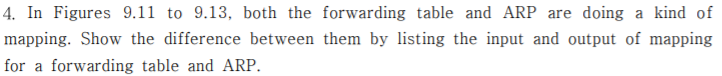 4. In Figures 9.11 to 9.13, both the forwarding table and ARP are doing a kind of
mapping. Show the difference between them by listing the input and output of mapping
for a forwarding table and ARP.